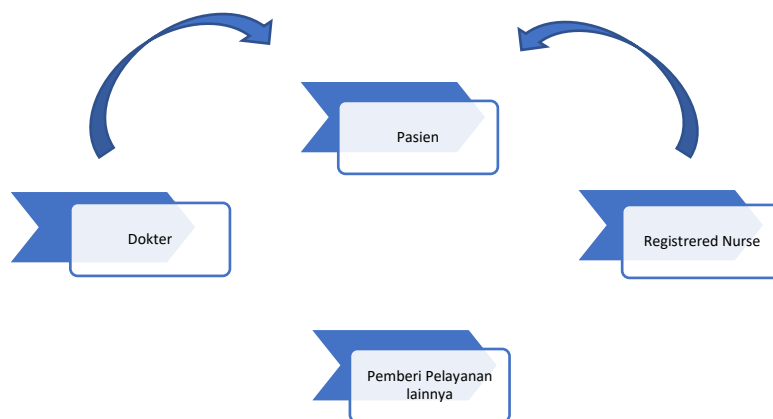 Pasien
Dokter
Registrered Nurse
Pemberi Pelayanan
lainnya